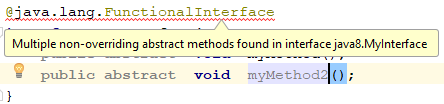 @java.lang.FunctionalInterface
Multiple non-overriding abstract methods found in interface java8.MyInterface
public abstract void myMethod2();
}